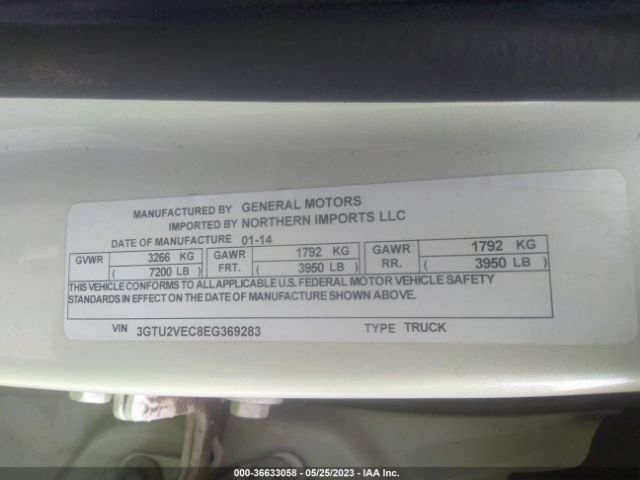 MANUFACTURED BY GENERAL MOTORS
IMPORTED BY NORTHERN IMPORTS LLC
DATE OF MANUFACTURE 01-14
GVWR 3266 KG ( 7200 LB )
GAWR FRT. 1792 KG ( 3950 LB )
GAWR RR. 1792 KG ( 3950 LB )
THIS VEHICLE CONFORMS TO ALL APPLICABLE U.S. FEDERAL MOTOR VEHICLE SAFETY
STANDARDS IN EFFECT ON THE DATE OF MANUFACTURE SHOWN ABOVE.
VIN 3GTU2VEC8EG369283 TYPE TRUCK
000-36633058 - 05/25/2023 - IAA Inc.